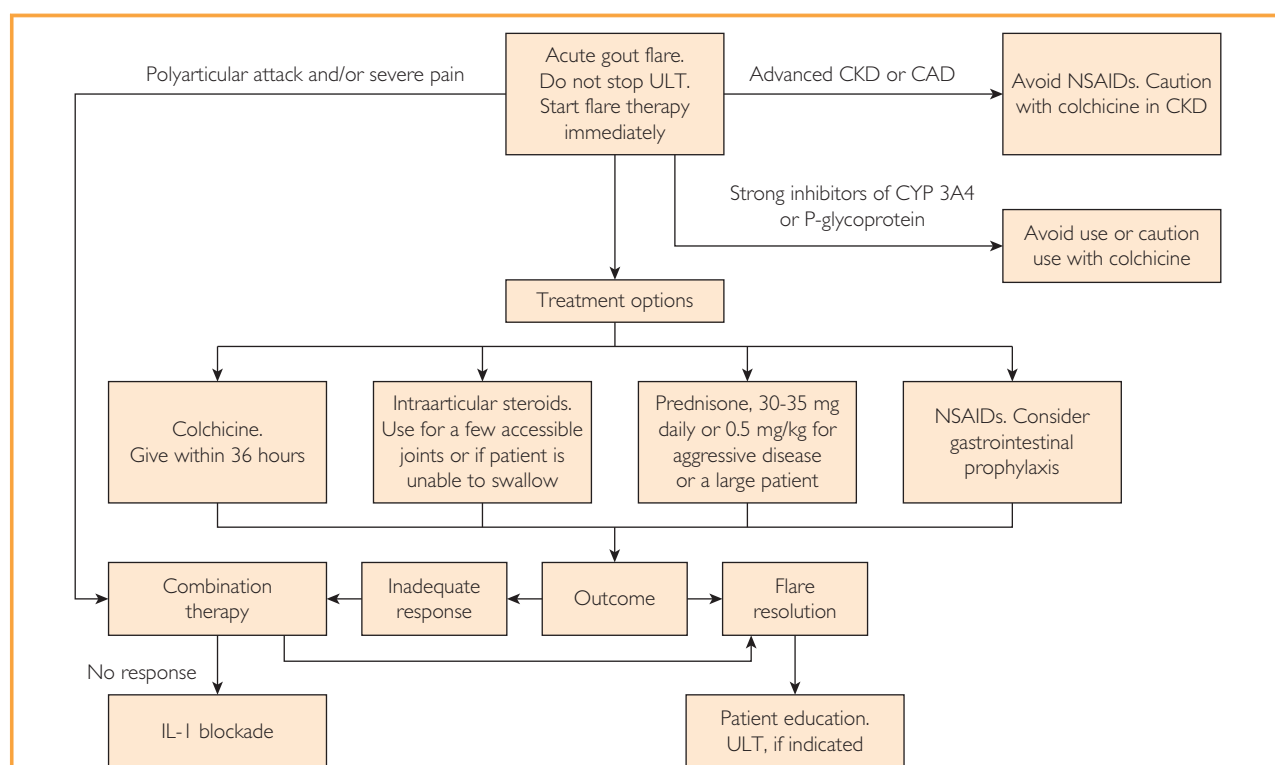 Acute gout flare.
Do not stop ULT.
Start flare therapy
immediately
Polyarticular attack and/or severe pain
Advanced CKD or CAD
Avoid NSAIDs. Caution
with colchicine in CKD
Strong inhibitors of CYP 3A4
or P-glycoprotein
Avoid use or caution
use with colchicine
Treatment options
Colchicine.
Give within 36 hours
Intraarticular steroids.
Use for a few accessible
joints or if patient is
unable to swallow
Prednisone, 30-35 mg
daily or 0.5 mg/kg for
aggressive disease
or a large patient
NSAIDs. Consider
gastrointestinal
prophylaxis
Combination
therapy
Inadequate
response
Outcome
Flare
resolution
No response
IL-1 blockade
Patient education.
ULT, if indicated